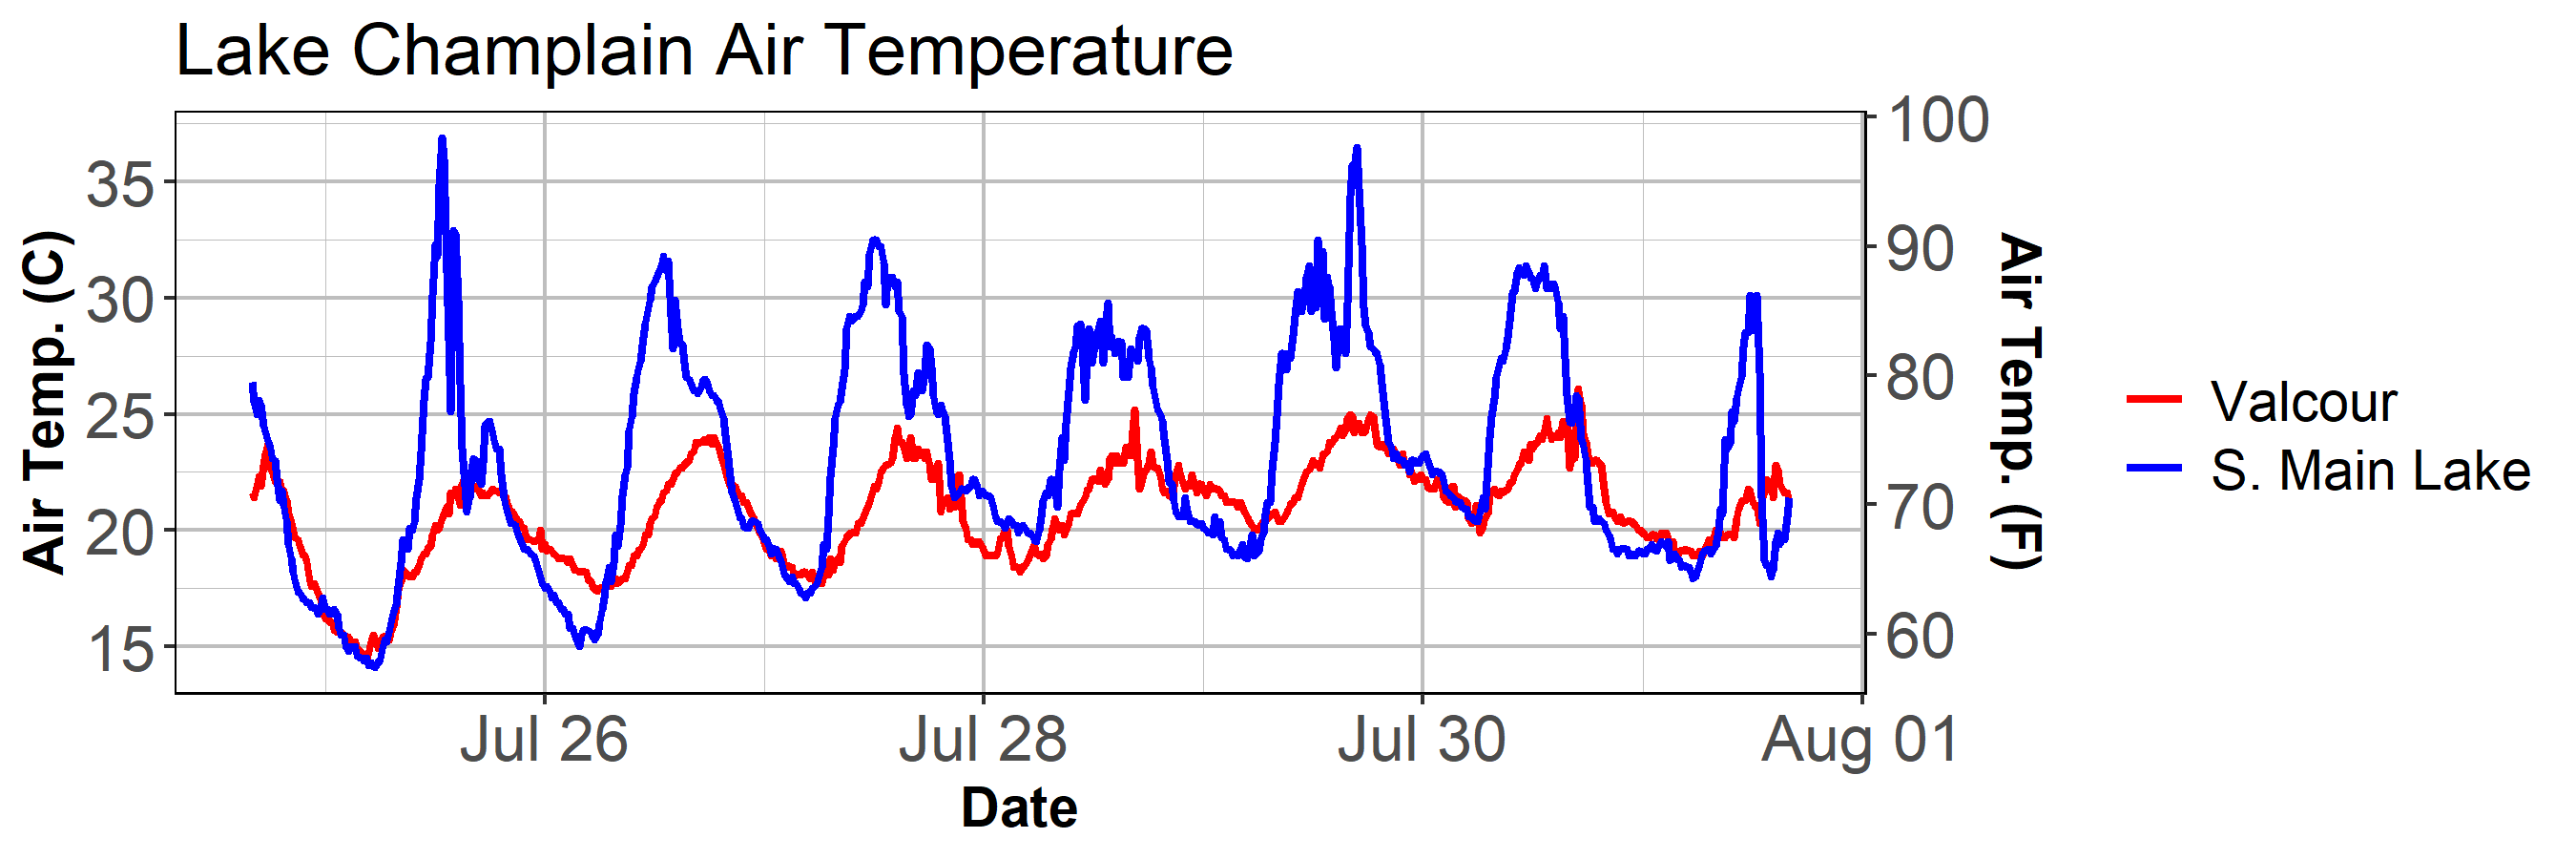 Lake Champlain Air Temperature
Air Temp. (C)
35
30
25
20
15
100
90
80
70
60
Air Temp. (F)
Jul 26
Jul 28
Jul 30
Aug 01
Date
Valcour
S. Main Lake